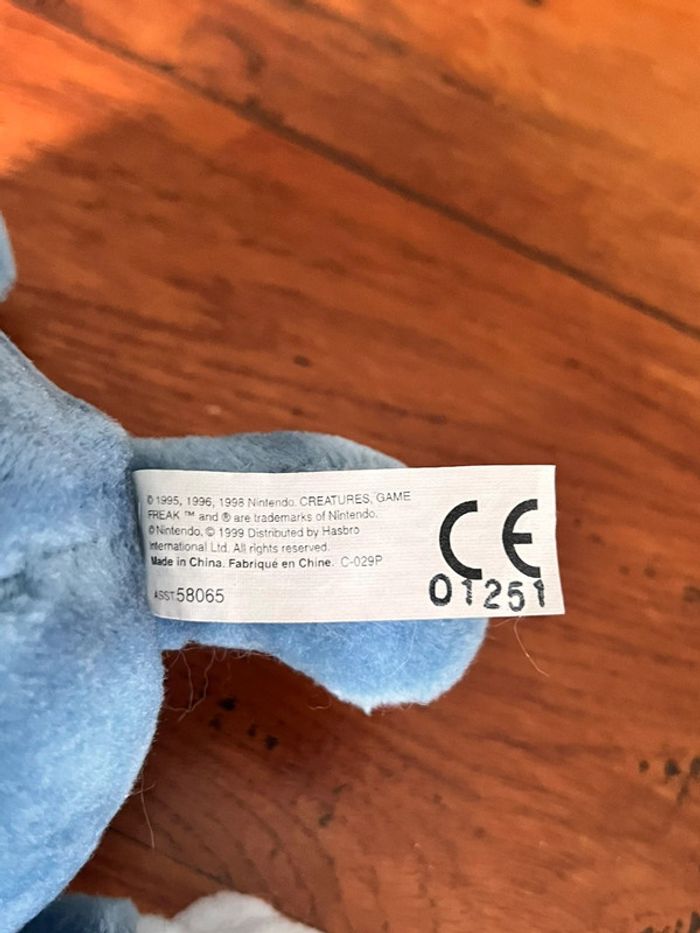 © 1995, 1996, 1998 Nintendo. CREATURES, GAME
FREAK ™ and ® are trademarks of Nintendo.
© Nintendo, © 1999 Distributed by Hasbro
International Ltd. All rights reserved.
Made in China. Fabriqué en Chine. C-029P
ASST.58065
CE
01251